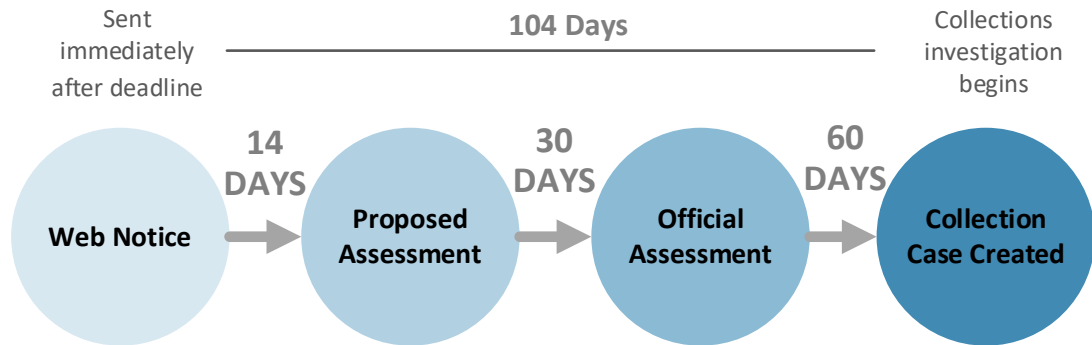 Sent
immediately
after deadline
104 Days
Collections
investigation
begins
14
DAYS
30
DAYS
60
DAYS
Web Notice
Proposed
Assessment
Official
Assessment
Collection
Case Created